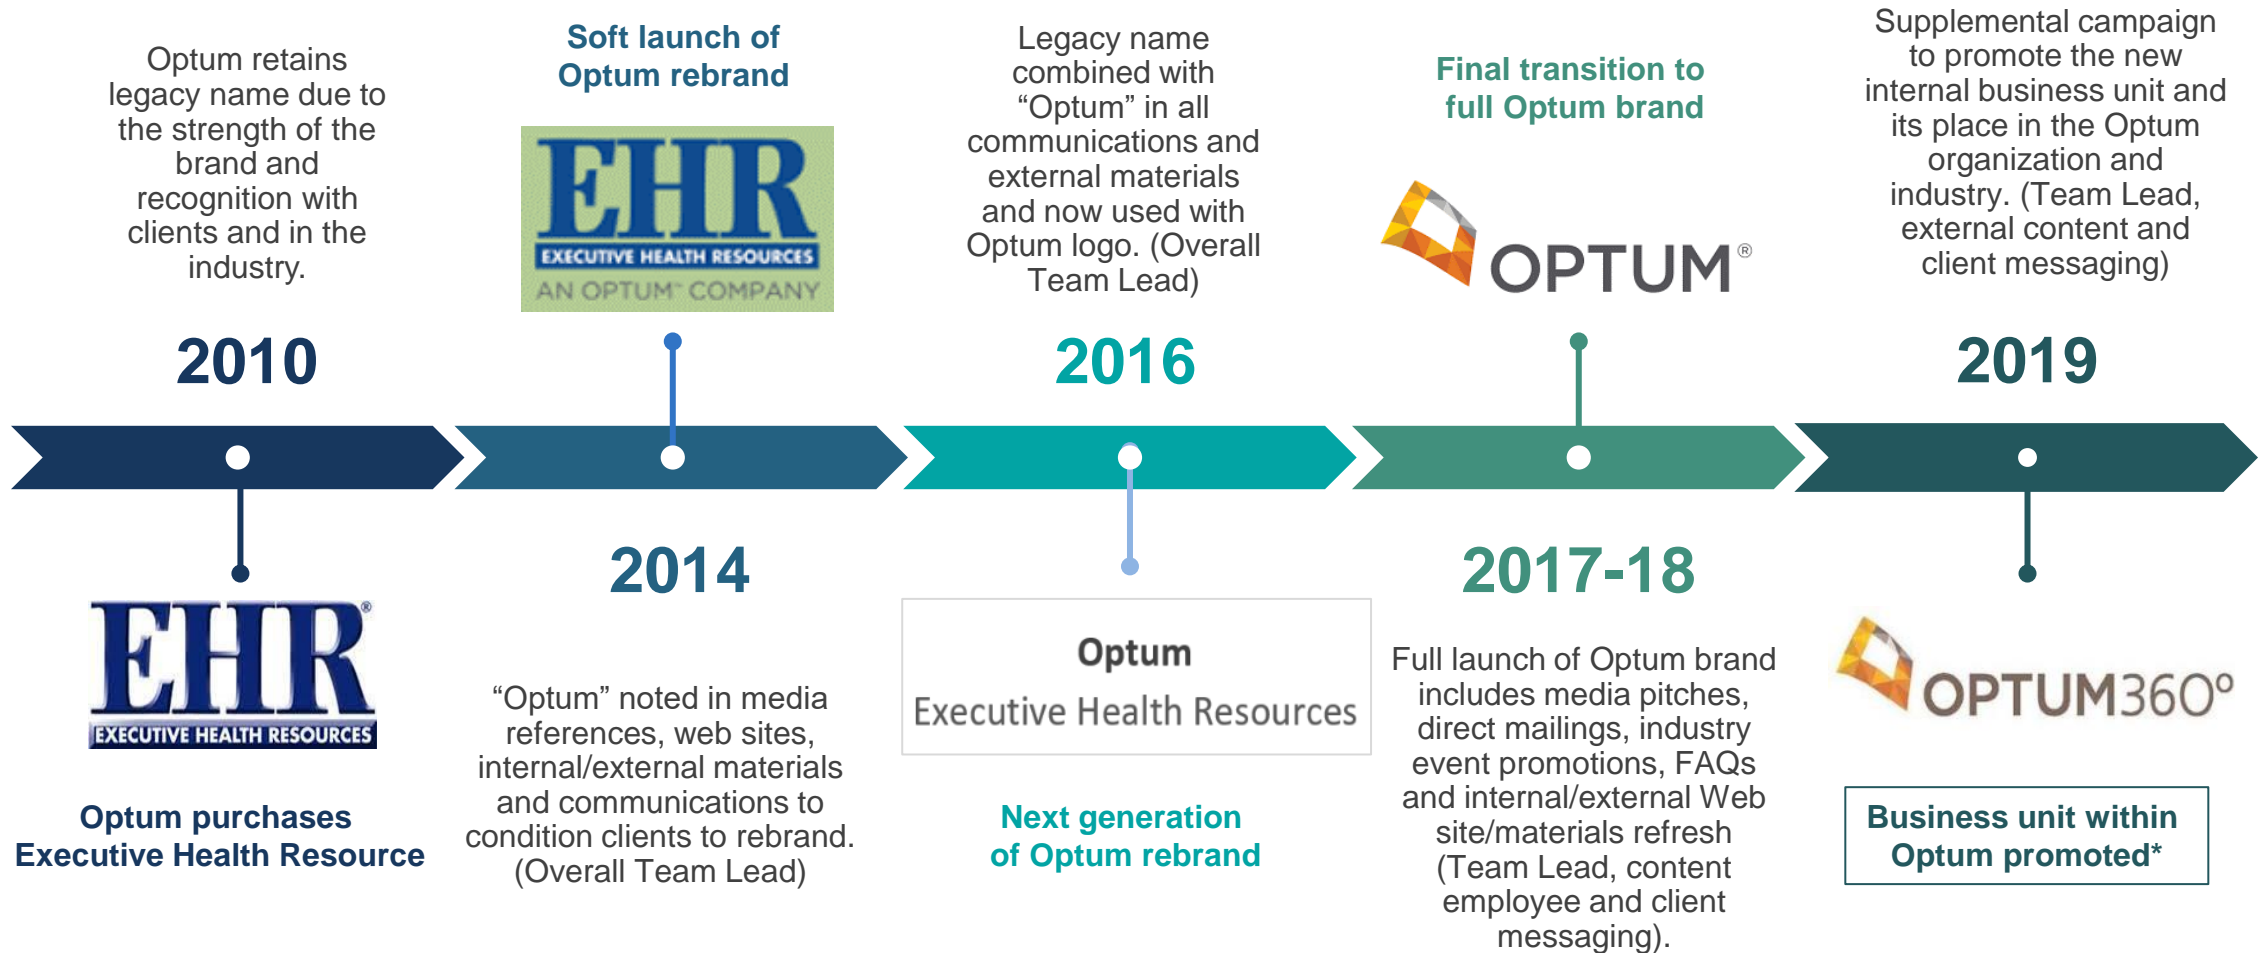 Optum retains
legacy name due to
the strength of the
brand and
recognition with
clients and in the
industry.
2010
EHR®
EXECUTIVE HEALTH RESOURCES
Optum purchases
Executive Health Resource
Soft launch of
Optum rebrand
EHR
EXECUTIVE HEALTH RESOURCES
AN OPTUM™ COMPANY
2014
“Optum” noted in media
references, web sites,
internal/external materials
and communications to
condition clients to rebrand.
(Overall Team Lead)
Legacy name
combined with
“Optum” in all
communications and
external materials
and now used with
Optum logo. (Overall
Team Lead)
2016
Optum
Executive Health Resources
Next generation
of Optum rebrand
Final transition to
full Optum brand
OPTUM®
2017-18
Full launch of Optum brand
includes media pitches,
direct mailings, industry
event promotions, FAQs
and internal/external Web
site/materials refresh
(Team Lead, content
employee and client
messaging).
Supplemental campaign
to promote the new
internal business unit and
its place in the Optum
organization and
industry. (Team Lead,
external content and
client messaging)
2019
OPTUM360º
Business unit within
Optum promoted*